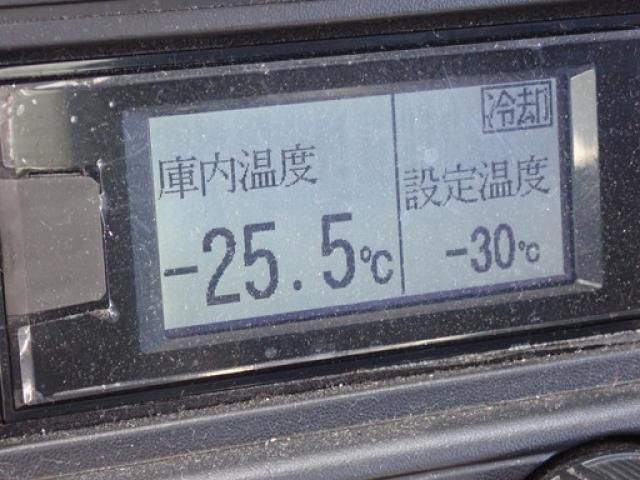 庫内温度
-25.5℃
冷却
設定温度
-30℃